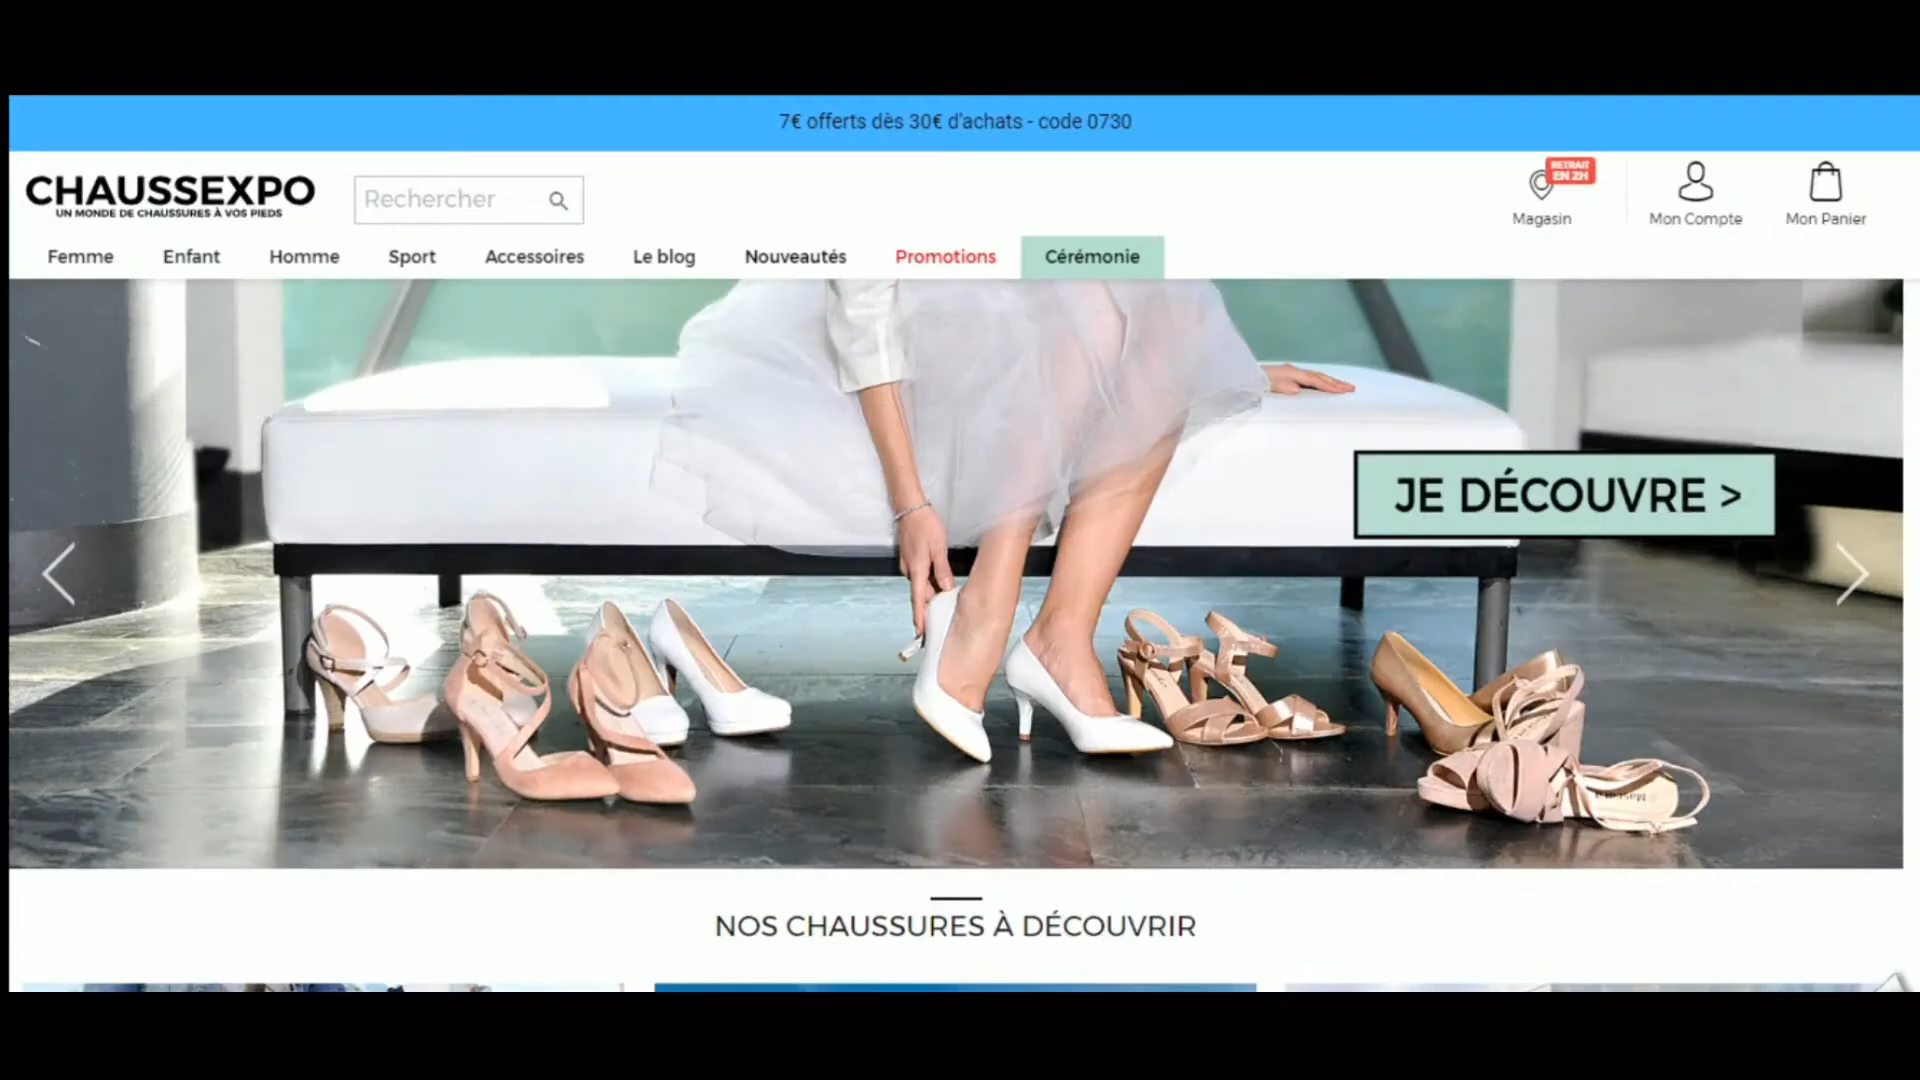 7€ offerts dès 30€ d'achats - code 0730
CHAUSSEXPO
UN MONDE DE CHAUSSURES À VOS PIEDS
Rechercher
RETRAIT
EN 2H
Magasin
Mon Compte
Mon Panier
Femme Enfant Homme Sport Accessoires Le blog Nouveautés Promotions Cérémonie
JE DÉCOUVRE >
NOS CHAUSSURES À DÉCOUVRIR